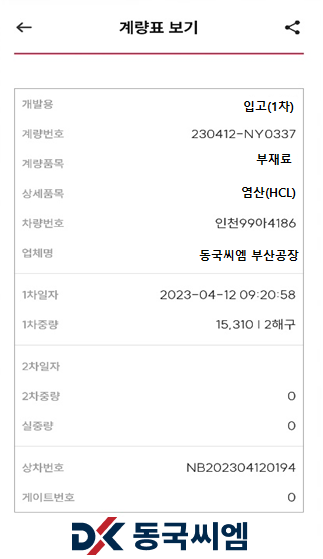 계량표 보기
개발용 입고(1차)
계량번호 230412-NY0337
계량품목 부재료
상세품목 염산(HCL)
차량번호 인천99아4186
업체명 동국씨엠 부산공장
1차일자 2023-04-12 09:20:58
1차중량 15,310 | 2해구
2차일자
2차중량 0
실중량 0
상차번호 NB202304120194
게이트번호 0
DK 동국씨엠